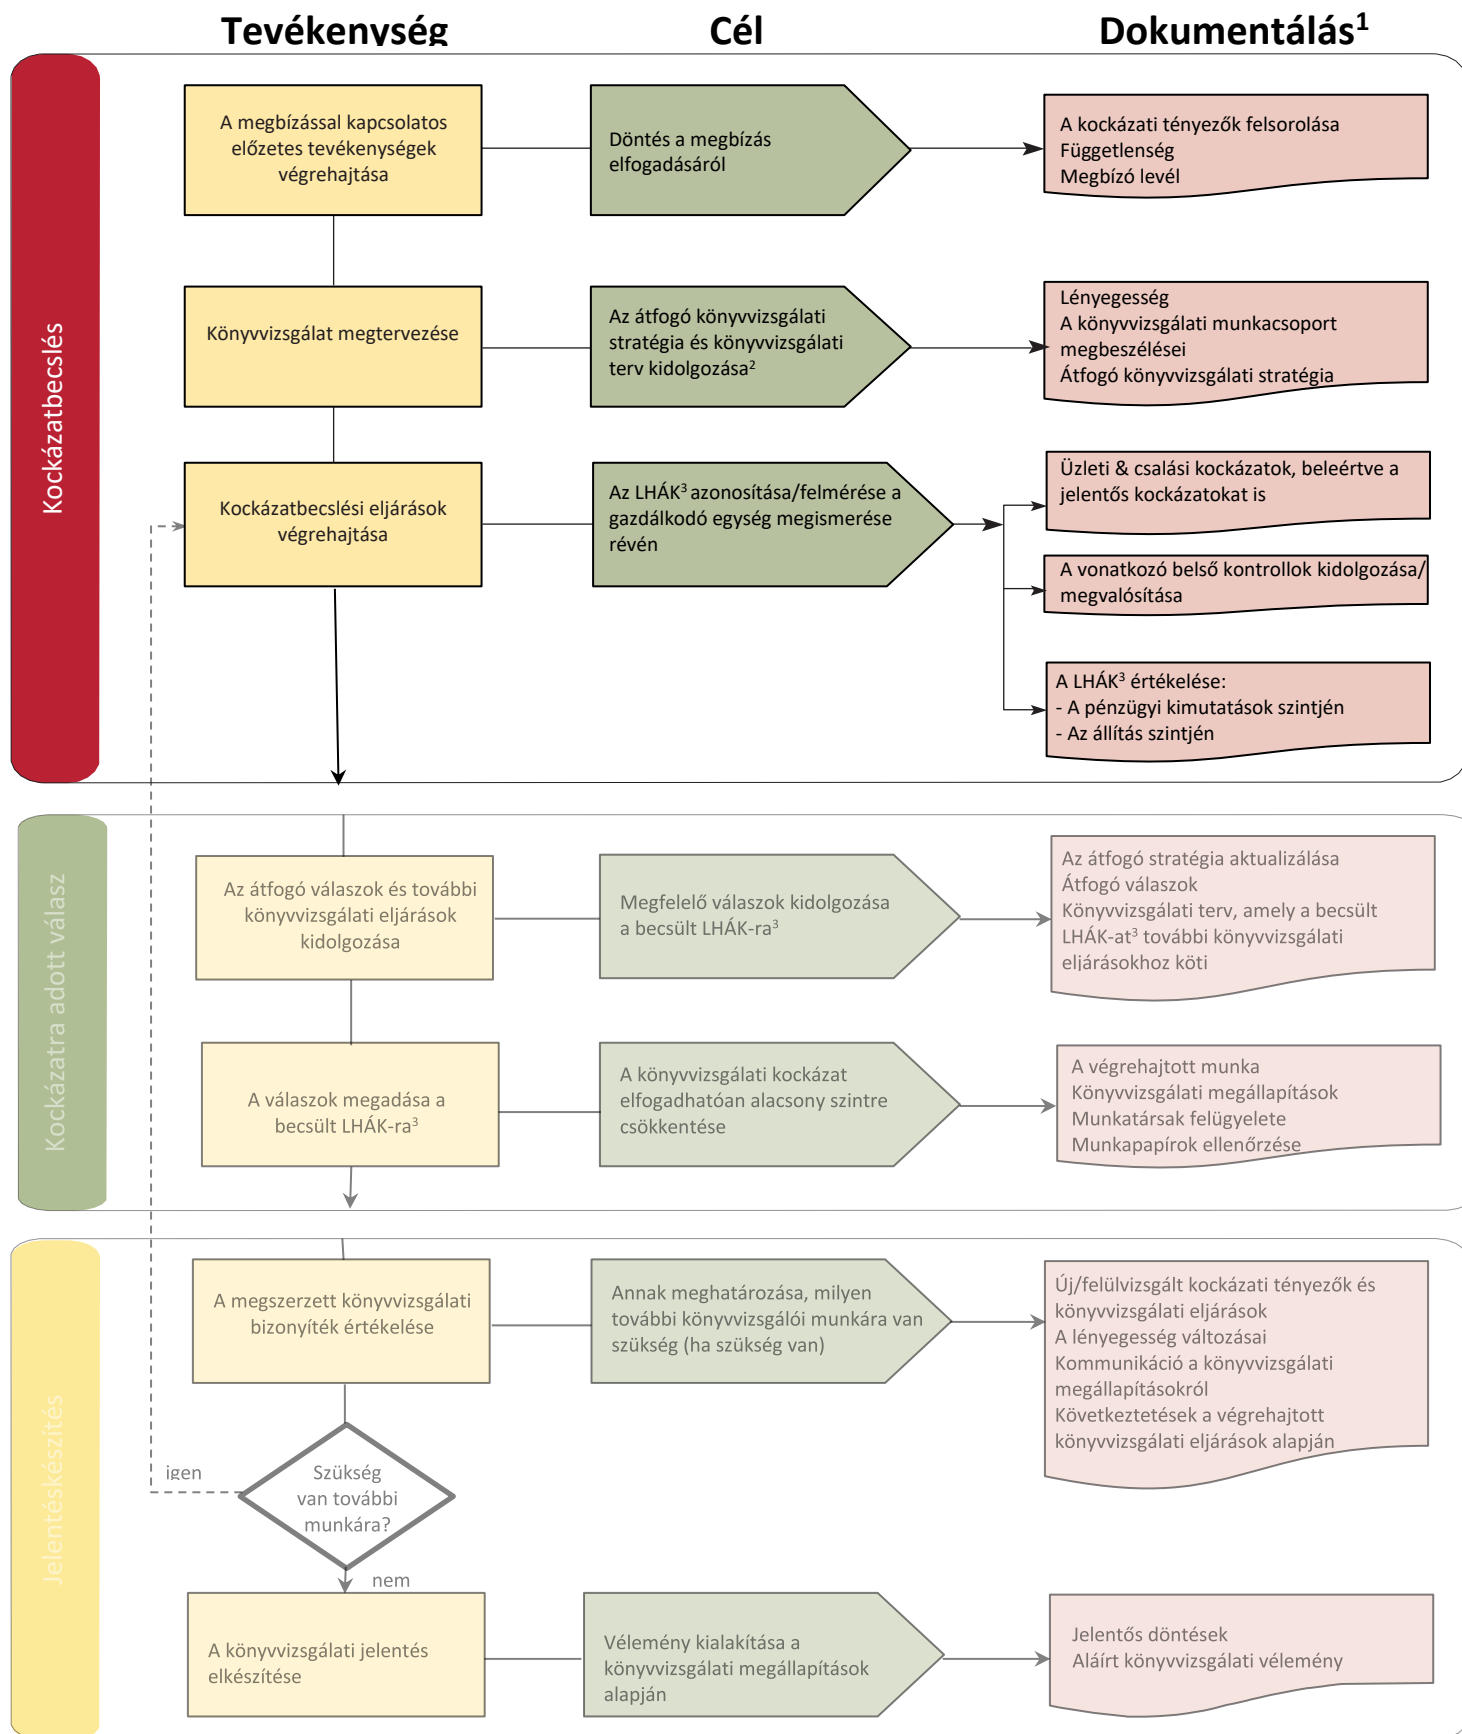 Tevékenység
Cél
Dokumentálás¹
Kockázatbecslés
A megbízással kapcsolatos
előzetes tevékenységek
végrehajtása
Döntés a megbízás
elfogadásáról
A kockázati tényezők felsorolása
Függetlenség
Megbízó levél
Könyvvizsgálat megtervezése
Az átfogó könyvvizsgálati
stratégia és könyvvizsgálati
terv kidolgozása²
Lényegesség
A könyvvizsgálati munkacsoport
megbeszélései
Átfogó könyvvizsgálati stratégia
Kockázatbecslési eljárások
végrehajtása
Az LHÁK³ azonosítása/felmérése a
gazdálkodó egység megismerése
révén
Üzleti & csalási kockázatok, beleértve a
jelentős kockázatokat is
A vonatkozó belső kontrollok kidolgozása/
megvalósítása
A LHÁK³ értékelése:
- A pénzügyi kimutatások szintjén
- Az állítás szintjén
Kockázatra adott válasz
Az átfogó válaszok és további
könyvvizsgálati eljárások
kidolgozása
Megfelelő válaszok kidolgozása
a becsült LHÁK-ra³
Az átfogó stratégia aktualizálása
Átfogó válaszok
Könyvvizsgálati terv, amely a becsült
LHÁK-at³ további könyvvizsgálati
eljárásokhoz köti
A válaszok megadása a
becsült LHÁK-ra³
A könyvvizsgálati kockázat
elfogadhatóan alacsony szintre
csökkentése
A végrehajtott munka
Könyvvizsgálati megállapítások
Munkatársak felügyelete
Munkapapírok ellenőrzése
Jelentéskészítés
A megszerzett könyvvizsgálati
bizonyíték értékelése
Annak meghatározása, milyen
további könyvvizsgálói munkára van
szükség (ha szükség van)
Új/felülvizsgált kockázati tényezők és
könyvvizsgálati eljárások
A lényegesség változásai
Kommunikáció a könyvvizsgálati
megállapításokról
Következtetések a végrehajtott
könyvvizsgálati eljárások alapján
igen
Szükség
van további
munkára?
nem
A könyvvizsgálati jelentés
elkészítése
Vélemény kialakítása a
könyvvizsgálati megállapítások
alapján
Jelentős döntések
Aláírt könyvvizsgálati vélemény